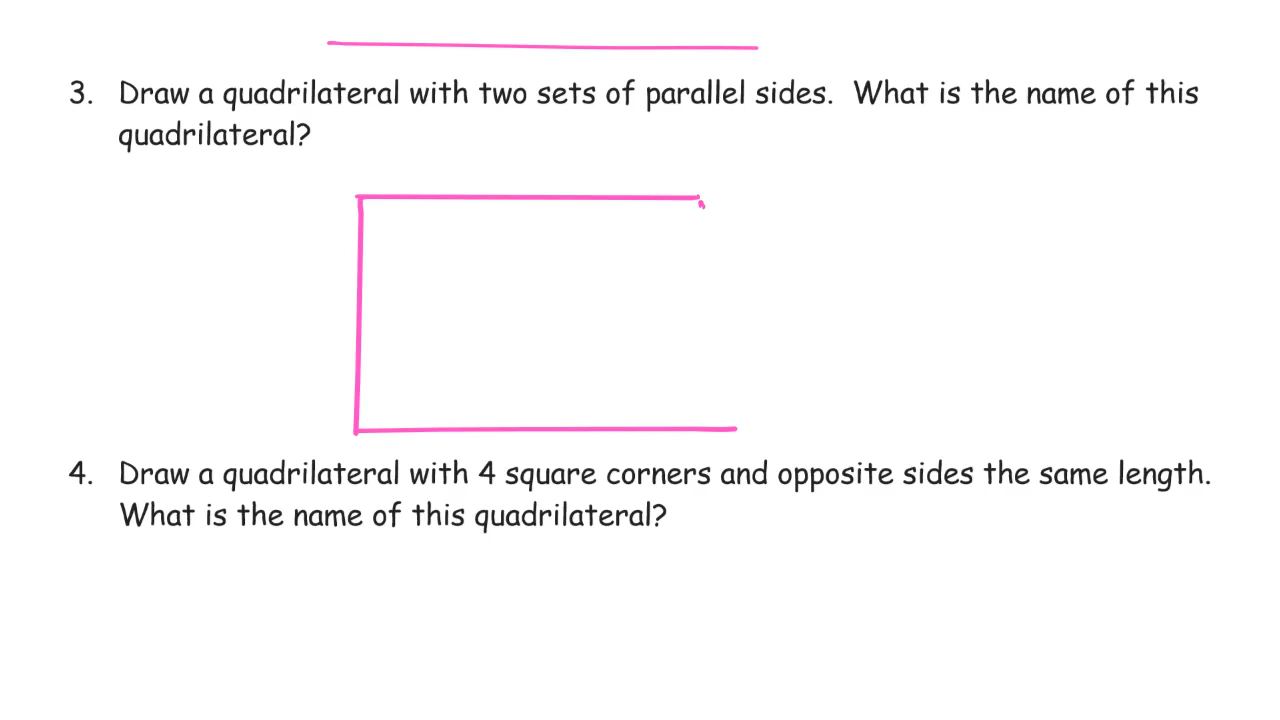 3. Draw a quadrilateral with two sets of parallel sides. What is the name of this
quadrilateral?
4. Draw a quadrilateral with 4 square corners and opposite sides the same length.
What is the name of this quadrilateral?